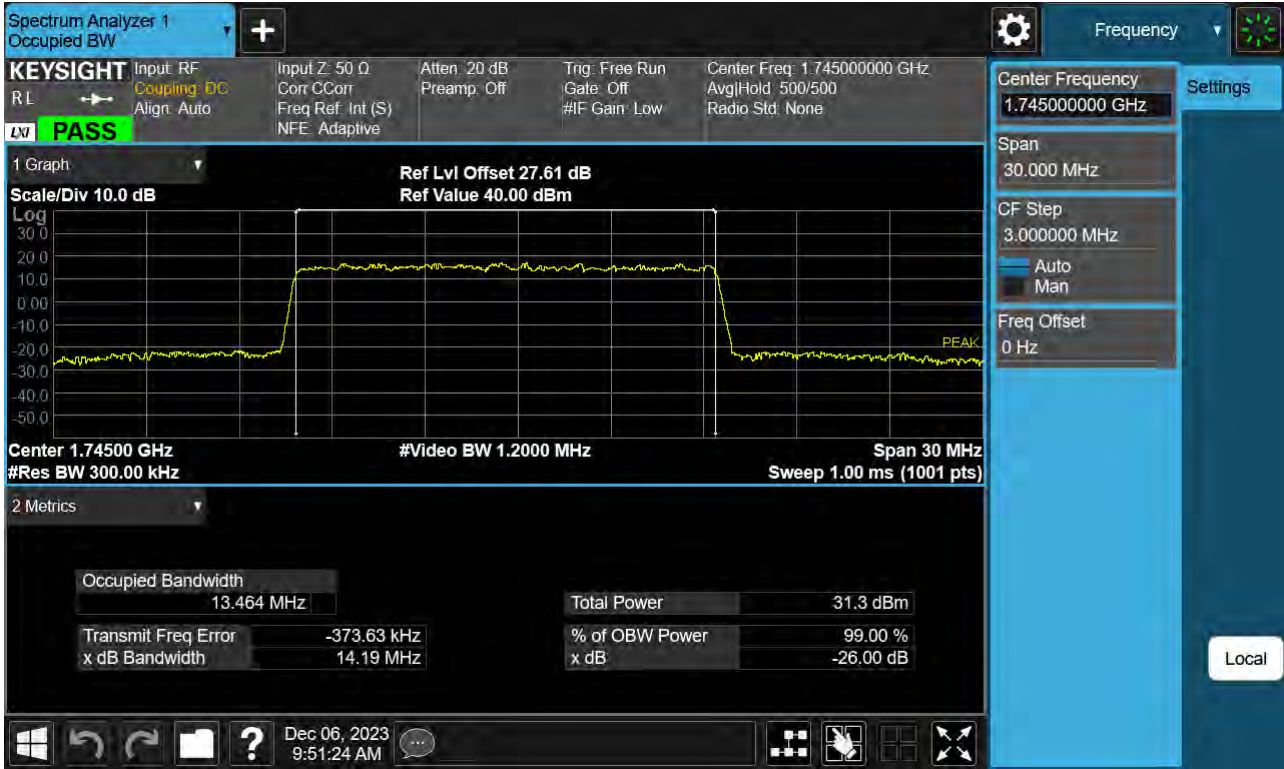 Spectrum Analyzer 1
Occupied BW
+
Frequency
KEYSIGHT
R L
LXI
PASS
Input: RF
Coupling: DC
Align: Auto
Input Z: 50 Ω
Corr CCorr
Freq Ref: Int (S)
NFE: Adaptive
Atten: 20 dB
Preamp: Off
Trig: Free Run
Gate: Off
#IF Gain: Low
Center Freq: 1.745000000 GHz
Avg|Hold: 500/500
Radio Std: None
Center Frequency
1.745000000 GHz
Settings
Span
30.000 MHz
CF Step
3.000000 MHz
Auto
Man
Freq Offset
0 Hz
Local
1 Graph
Scale/Div 10.0 dB
Ref Lvl Offset 27.61 dB
Ref Value 40.00 dBm
Log
30.0
20.0
10.0
0.00
-10.0
-20.0
-30.0
-40.0
-50.0
PEAK
Center 1.74500 GHz
#Video BW 1.2000 MHz
Span 30 MHz
#Res BW 300.00 kHz
Sweep 1.00 ms (1001 pts)
2 Metrics
Occupied Bandwidth
13.464 MHz
Total Power 31.3 dBm
Transmit Freq Error -373.63 kHz
% of OBW Power 99.00 %
x dB Bandwidth 14.19 MHz
x dB -26.00 dB
?
Dec 06, 2023
9:51:24 AM